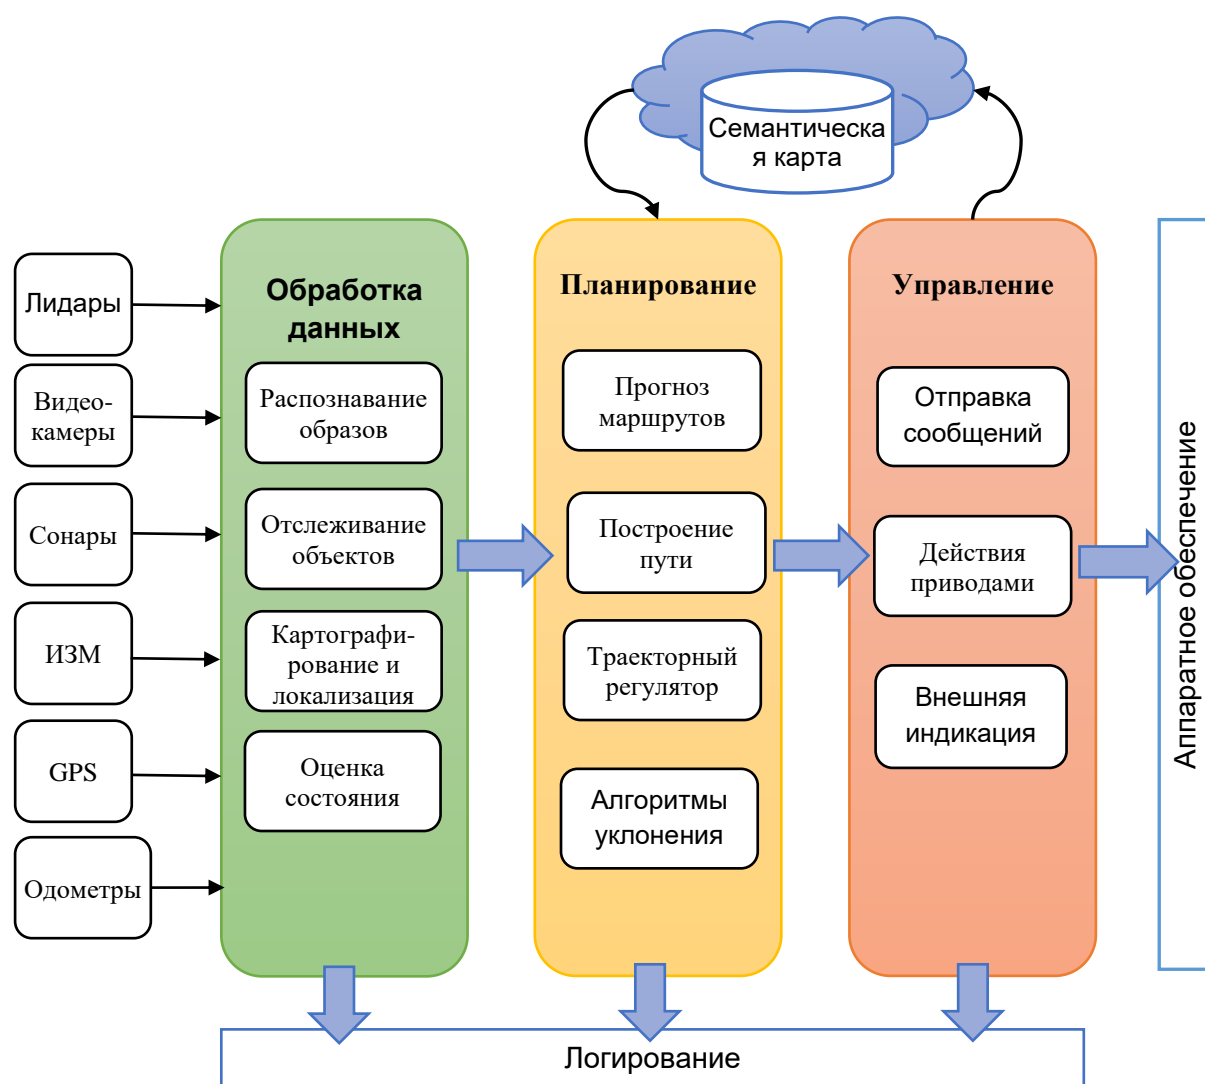 Семантическа
я карта
Лидары
Видео-
камеры
Сонары
ИЗМ
GPS
Одометры
Обработка
данных
Распознавание
образов
Отслеживание
объектов
Картографи-
рование и
локализация
Оценка
состояния
Планирование
Прогноз
маршрутов
Построение
пути
Траекторный
регулятор
Алгоритмы
уклонения
Управление
Отправка
сообщений
Действия
приводами
Внешняя
индикация
Аппаратное обеспечение
Логирование